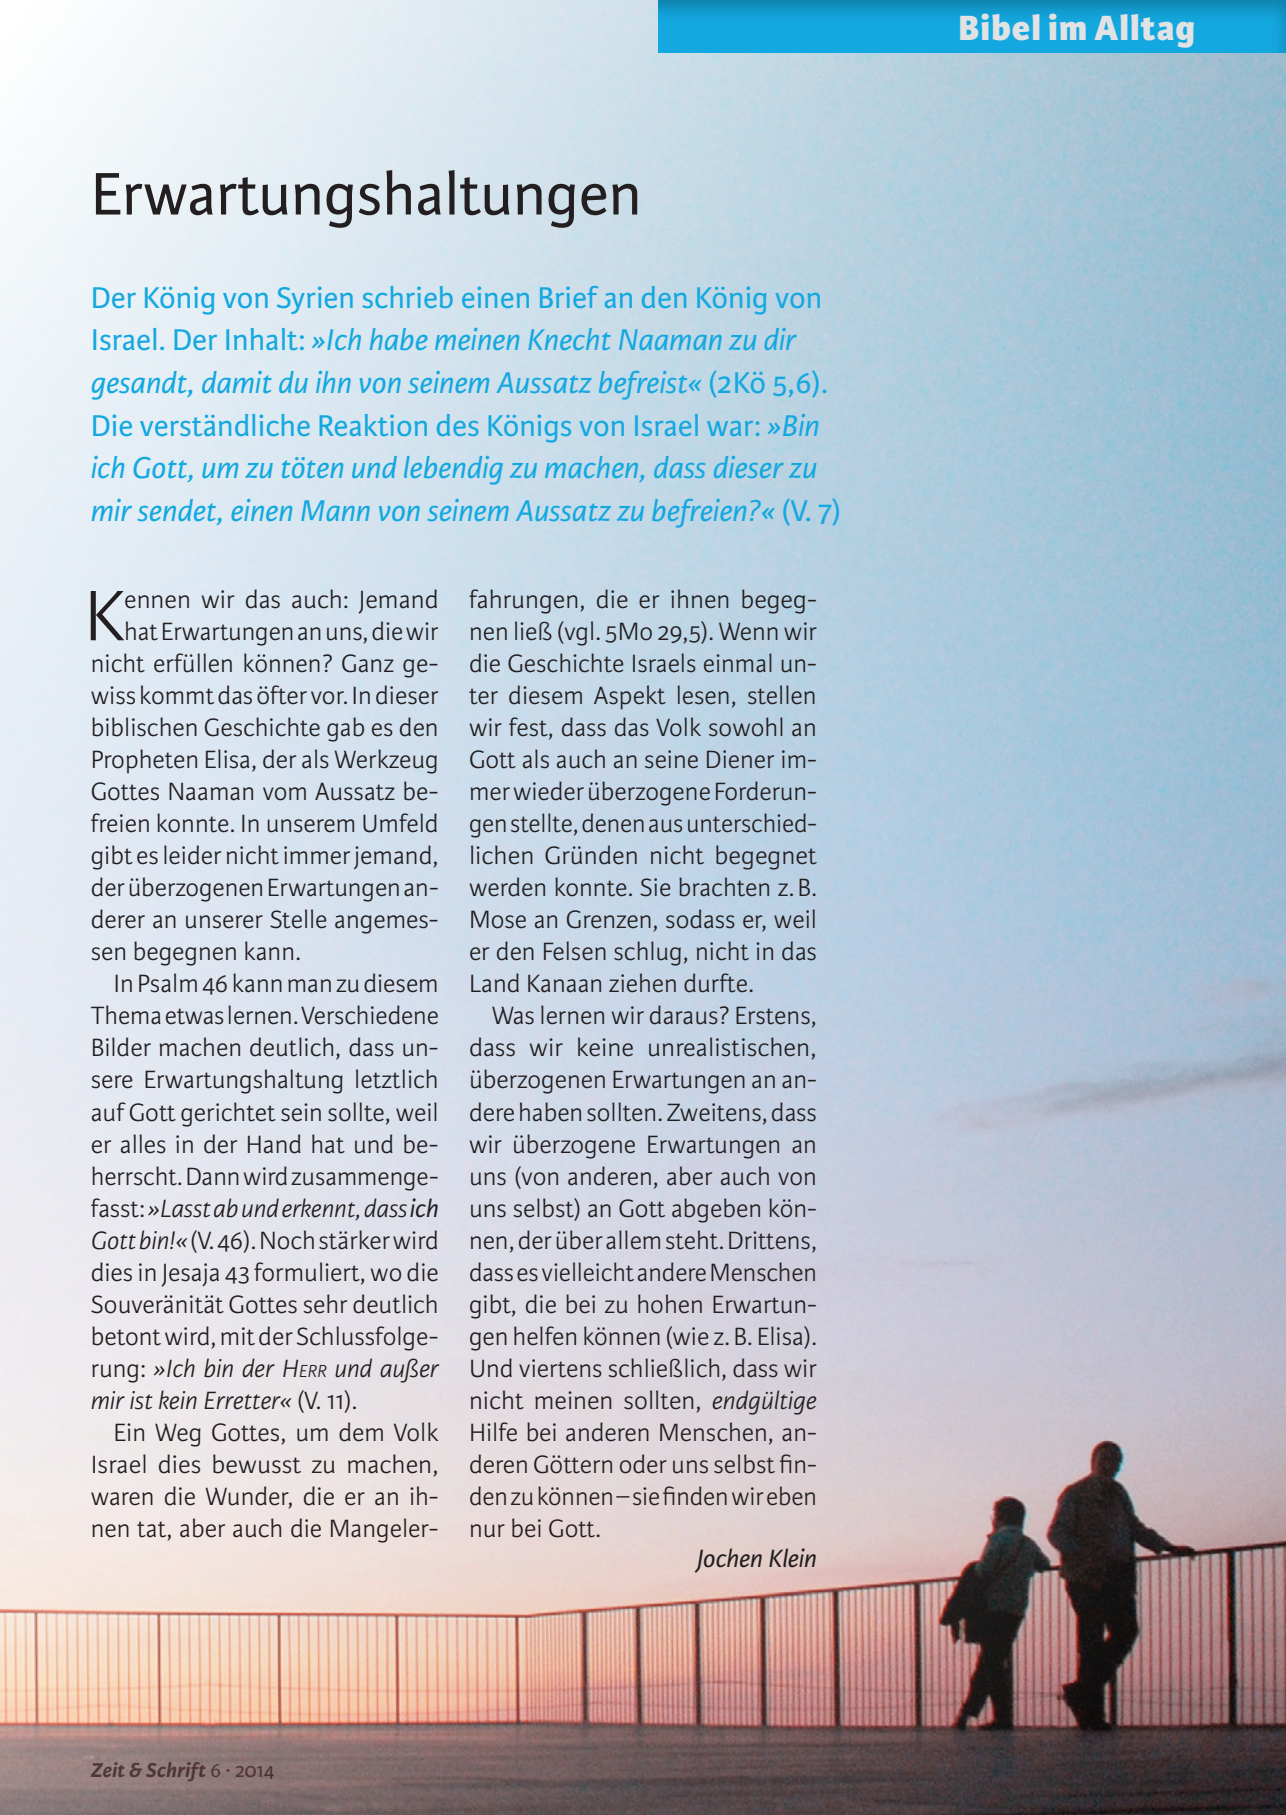 Bibel im Alltag
Erwartungshaltungen
Der König von Syrien schrieb einen Brief an den König von
Israel. Der Inhalt: »Ich habe meinen Knecht Naaman zu dir
gesandt, damit du ihn von seinem Aussatz befreist« (2Kö 5,6).
Die verständliche Reaktion des Königs von Israel war: »Bin
ich Gott, um zu töten und lebendig zu machen, dass dieser zu
mir sendet, einen Mann von seinem Aussatz zu befreien?« (V. 7)
Kennen wir das auch: Jemand
hat Erwartungen an uns, die wir
nicht erfüllen können? Ganz ge-
wiss kommt das öfter vor. In dieser
biblischen Geschichte gab es den
Propheten Elisa, der als Werkzeug
Gottes Naaman vom Aussatz be-
freien konnte. In unserem Umfeld
gibt es leider nicht immer jemand,
der überzogenen Erwartungen an-
derer an unserer Stelle angemes-
sen begegnen kann.
In Psalm 46 kann man zu diesem
Thema etwas lernen. Verschiedene
Bilder machen deutlich, dass un-
sere Erwartungshaltung letztlich
auf Gott gerichtet sein sollte, weil
er alles in der Hand hat und be-
herrscht. Dann wird zusammenge-
fasst: »Lasst ab und erkennt, dass ich
Gott bin!« (V. 46). Noch stärker wird
dies in Jesaja 43 formuliert, wo die
Souveränität Gottes sehr deutlich
betont wird, mit der Schlussfolge-
rung: »Ich bin der HERR und außer
mir ist kein Erretter« (V. 11).
Ein Weg Gottes, um dem Volk
Israel dies bewusst zu machen,
waren die Wunder, die er an ih-
nen tat, aber auch die Mangeler-
fahrungen, die er ihnen begeg-
nen ließ (vgl. 5Mo 29,5). Wenn wir
die Geschichte Israels einmal un-
ter diesem Aspekt lesen, stellen
wir fest, dass das Volk sowohl an
Gott als auch an seine Diener im-
mer wieder überzogene Forderun-
gen stellte, denen aus unterschied-
lichen Gründen nicht begegnet
werden konnte. Sie brachten z. B.
Mose an Grenzen, sodass er, weil
er den Felsen schlug, nicht in das
Land Kanaan ziehen durfte.
Was lernen wir daraus? Erstens,
dass wir keine unrealistischen,
überzogenen Erwartungen an an-
dere haben sollten. Zweitens, dass
wir überzogene Erwartungen an
uns (von anderen, aber auch von
uns selbst) an Gott abgeben kön-
nen, der über allem steht. Drittens,
dass es vielleicht andere Menschen
gibt, die bei zu hohen Erwartun-
gen helfen können (wie z. B. Elisa).
Und viertens schließlich, dass wir
nicht meinen sollten, endgültige
Hilfe bei anderen Menschen, an-
deren Göttern oder uns selbst fin-
den zu können – sie finden wir eben
nur bei Gott.
Jochen Klein
Zeit & Schrift 6 · 2014